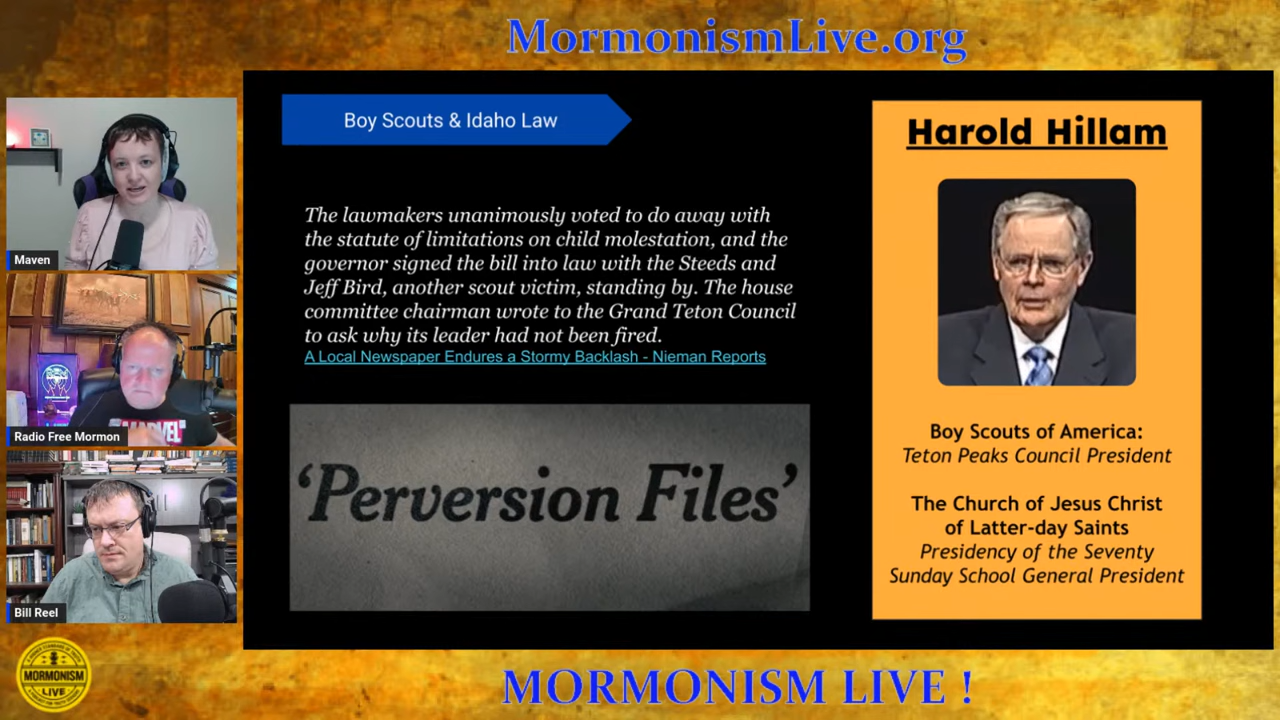 MormonismLive.org
Boy Scouts & Idaho Law
The lawmakers unanimously voted to do away with
the statute of limitations on child molestation, and the
governor signed the bill into law with the Steeds and
Jeff Bird, another scout victim, standing by. The house
committee chairman wrote to the Grand Teton Council
to ask why its leader had not been fired.
A Local Newspaper Endures a Stormy Backlash - Nieman Reports
‘Perversion Files’
Harold Hillam
Boy Scouts of America:
Teton Peaks Council President
The Church of Jesus Christ
of Latter-day Saints
Presidency of the Seventy
Sunday School General President
Maven
MARVEL
Radio Free Mormon
Bill Reel
MORMONISM
LIVE
MORMONISM LIVE !